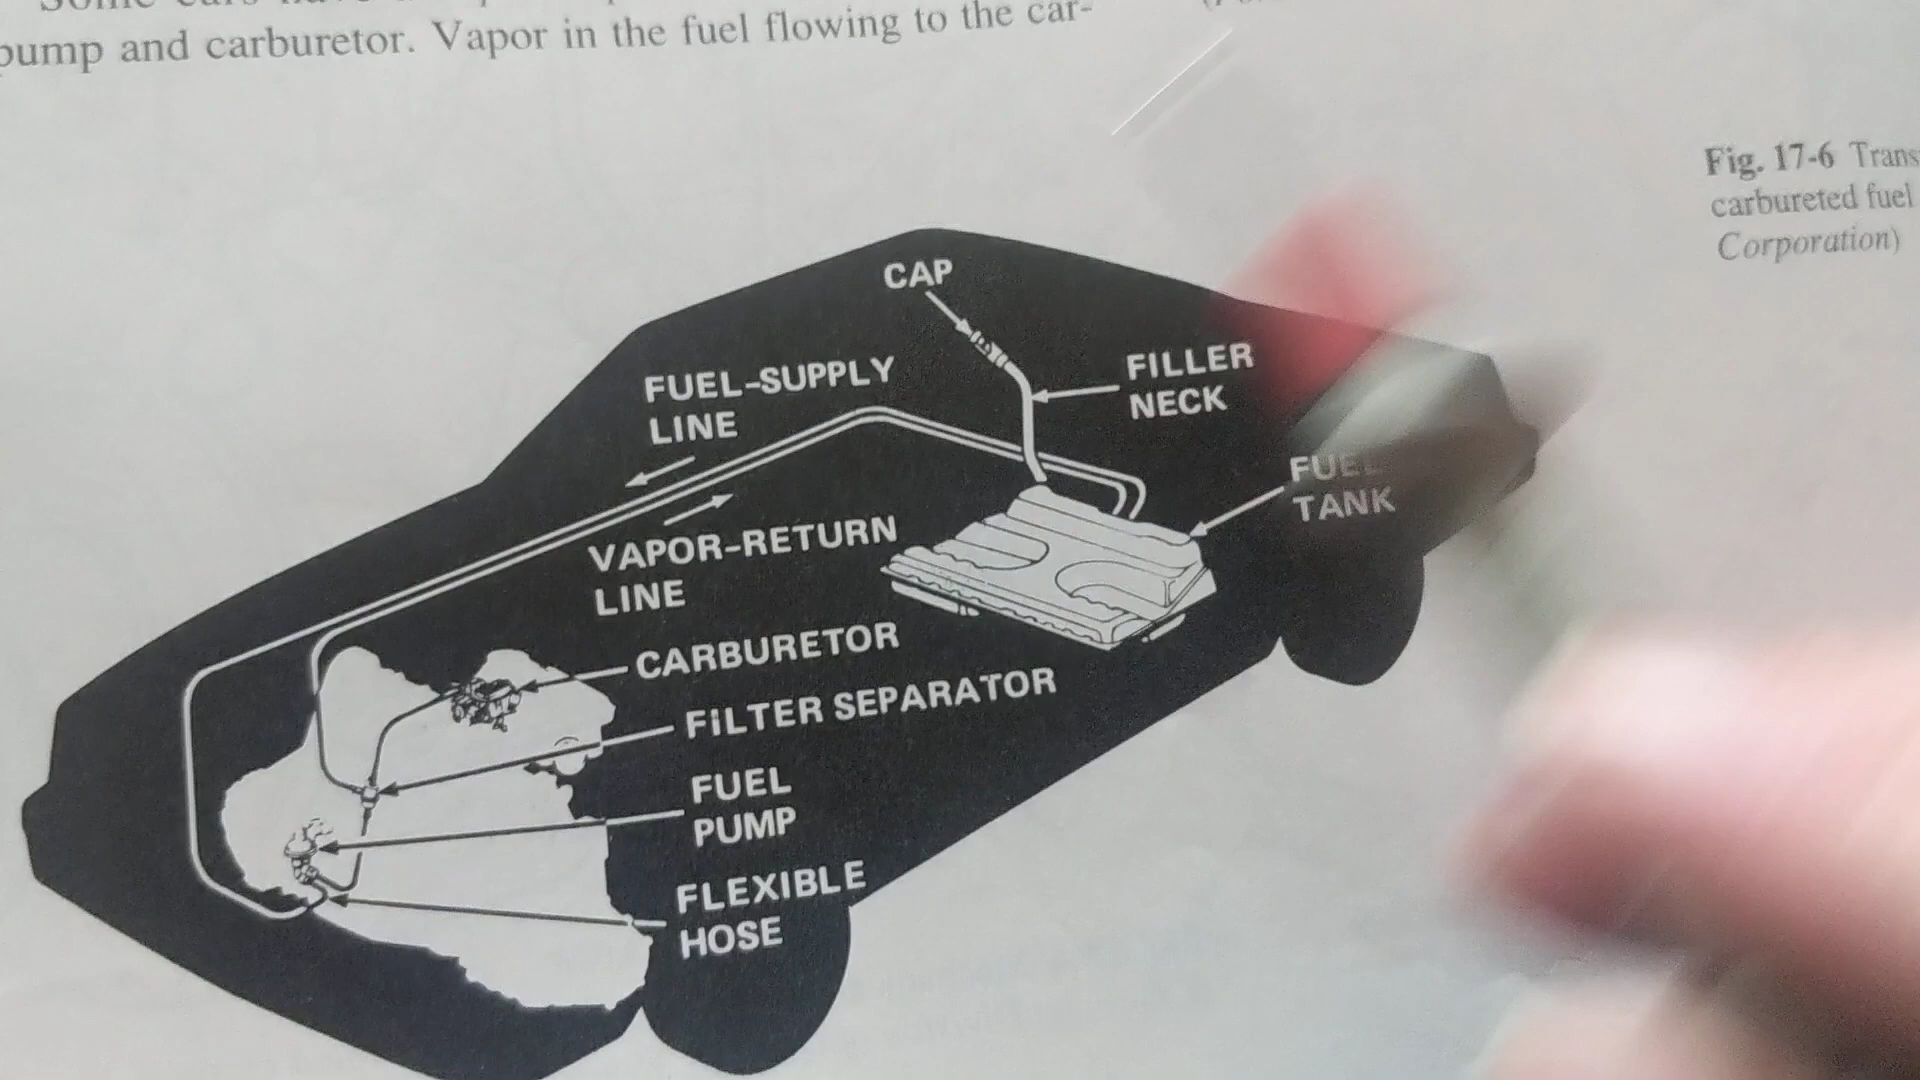 pump and carburetor. Vapor in the fuel flowing to the car-
Fig. 17-6
carbureted fuel
Corporation)
CAP
FUEL-SUPPLY
LINE
FILLER
NECK
FUEL
TANK
VAPOR-RETURN
LINE
CARBURETOR
FILTER SEPARATOR
FUEL
PUMP
FLEXIBLE
HOSE